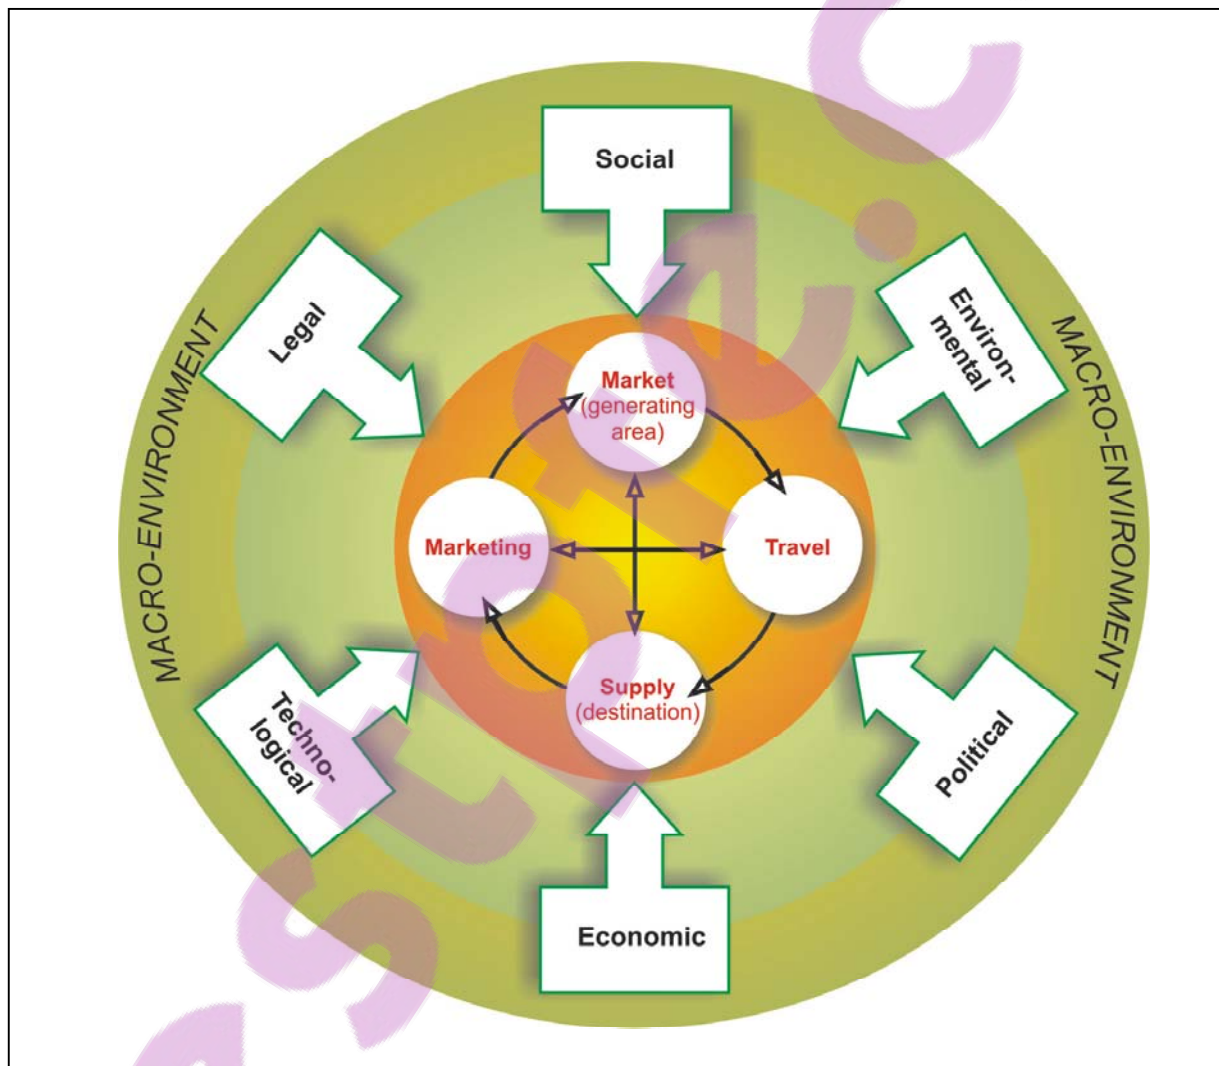 Social
Legal
Environ-
mental
MACRO-ENVIRONMENT
MACRO-ENVIRONMENT
Market
(generating
area)
Marketing
Travel
Supply
(destination)
Techno-
logical
Political
Economic